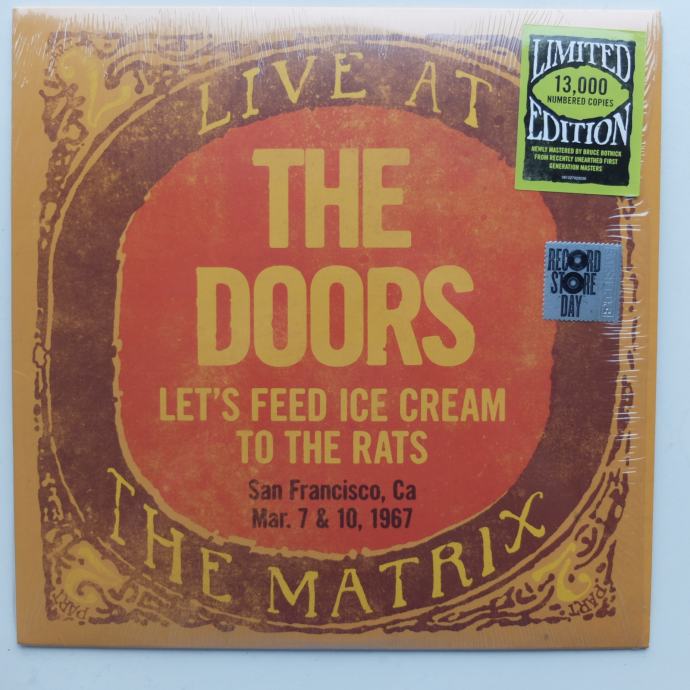 LIVE AT
THE
DOORS
LET'S FEED ICE CREAM
TO THE RATS
San Francisco, Ca
Mar. 7 & 10, 1967
THE MATRIX
PART
PART
LIMITED
13,000
NUMBERED COPIES
EDITION
NEWLY MASTERED BY BRUCE BOTNICK
FROM RECENTLY UNEARTHED FIRST
GENERATION MASTERS
RECORD
STORE
DAY